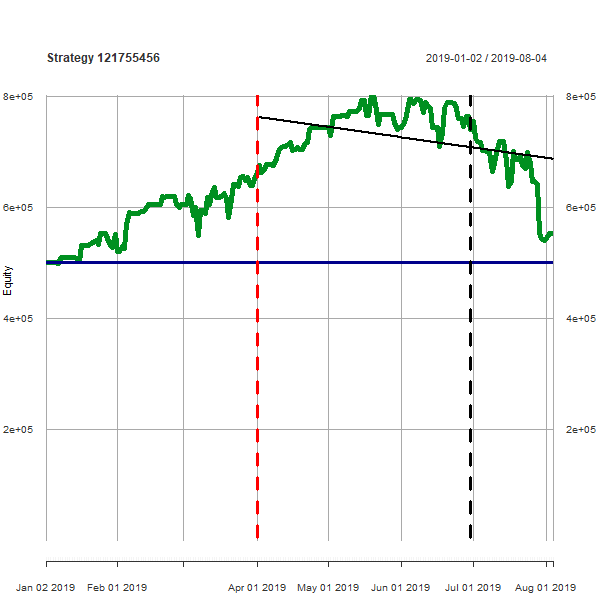 Strategy 121755456
2019-01-02 / 2019-08-04
8e+05
8e+05
6e+05
6e+05
4e+05
4e+05
2e+05
2e+05
Equity
Jan 02 2019
Feb 01 2019
Apr 01 2019
May 01 2019
Jun 01 2019
Jul 01 2019
Aug 01 2019